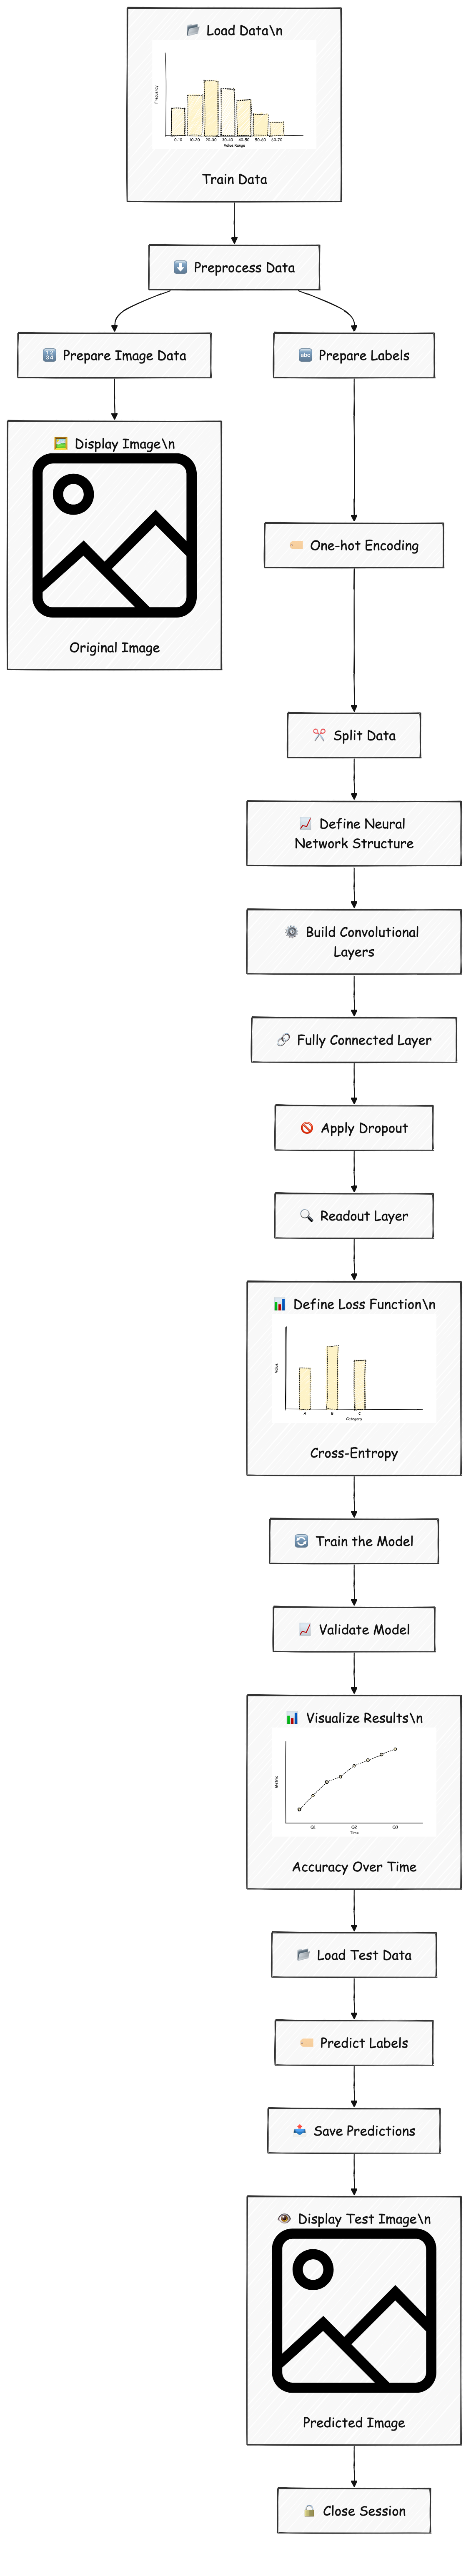 Load Data\n
Frequency
0-10 10-20 20-30 30-40 40-50 50-60 60-70
Value Range
Train Data
Preprocess Data
Prepare Image Data
Prepare Labels
Display Image\n
Original Image
One-hot Encoding
Split Data
Define Neural
Network Structure
Build Convolutional
Layers
Fully Connected Layer
Apply Dropout
Readout Layer
Define Loss Function\n
Value
A B C
Category
Cross-Entropy
Train the Model
Validate Model
Visualize Results\n
Metric
Q1 Q2 Q3
Time
Accuracy Over Time
Load Test Data
Predict Labels
Save Predictions
Display Test Image\n
Predicted Image
Close Session